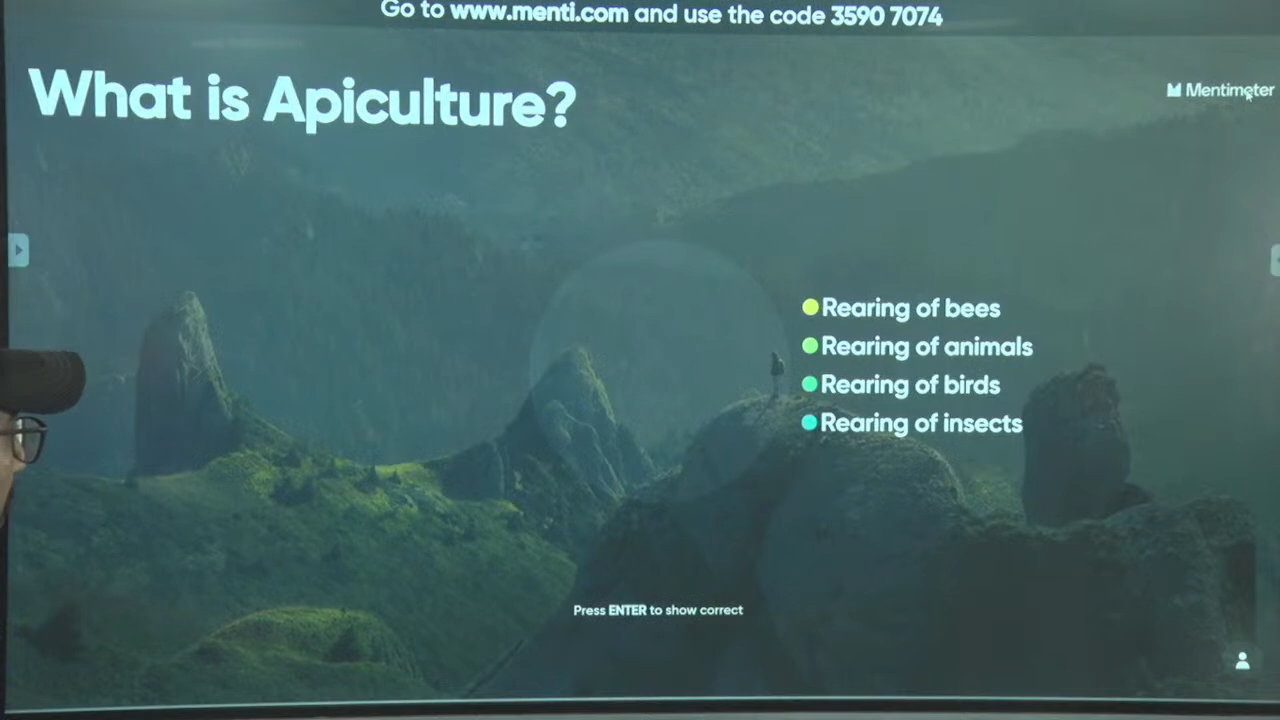 Go to www.menti.com and use the code 3590 7074
What is Apiculture?
Mentimeter
Rearing of bees
Rearing of animals
Rearing of birds
Rearing of insects
Press ENTER to show correct